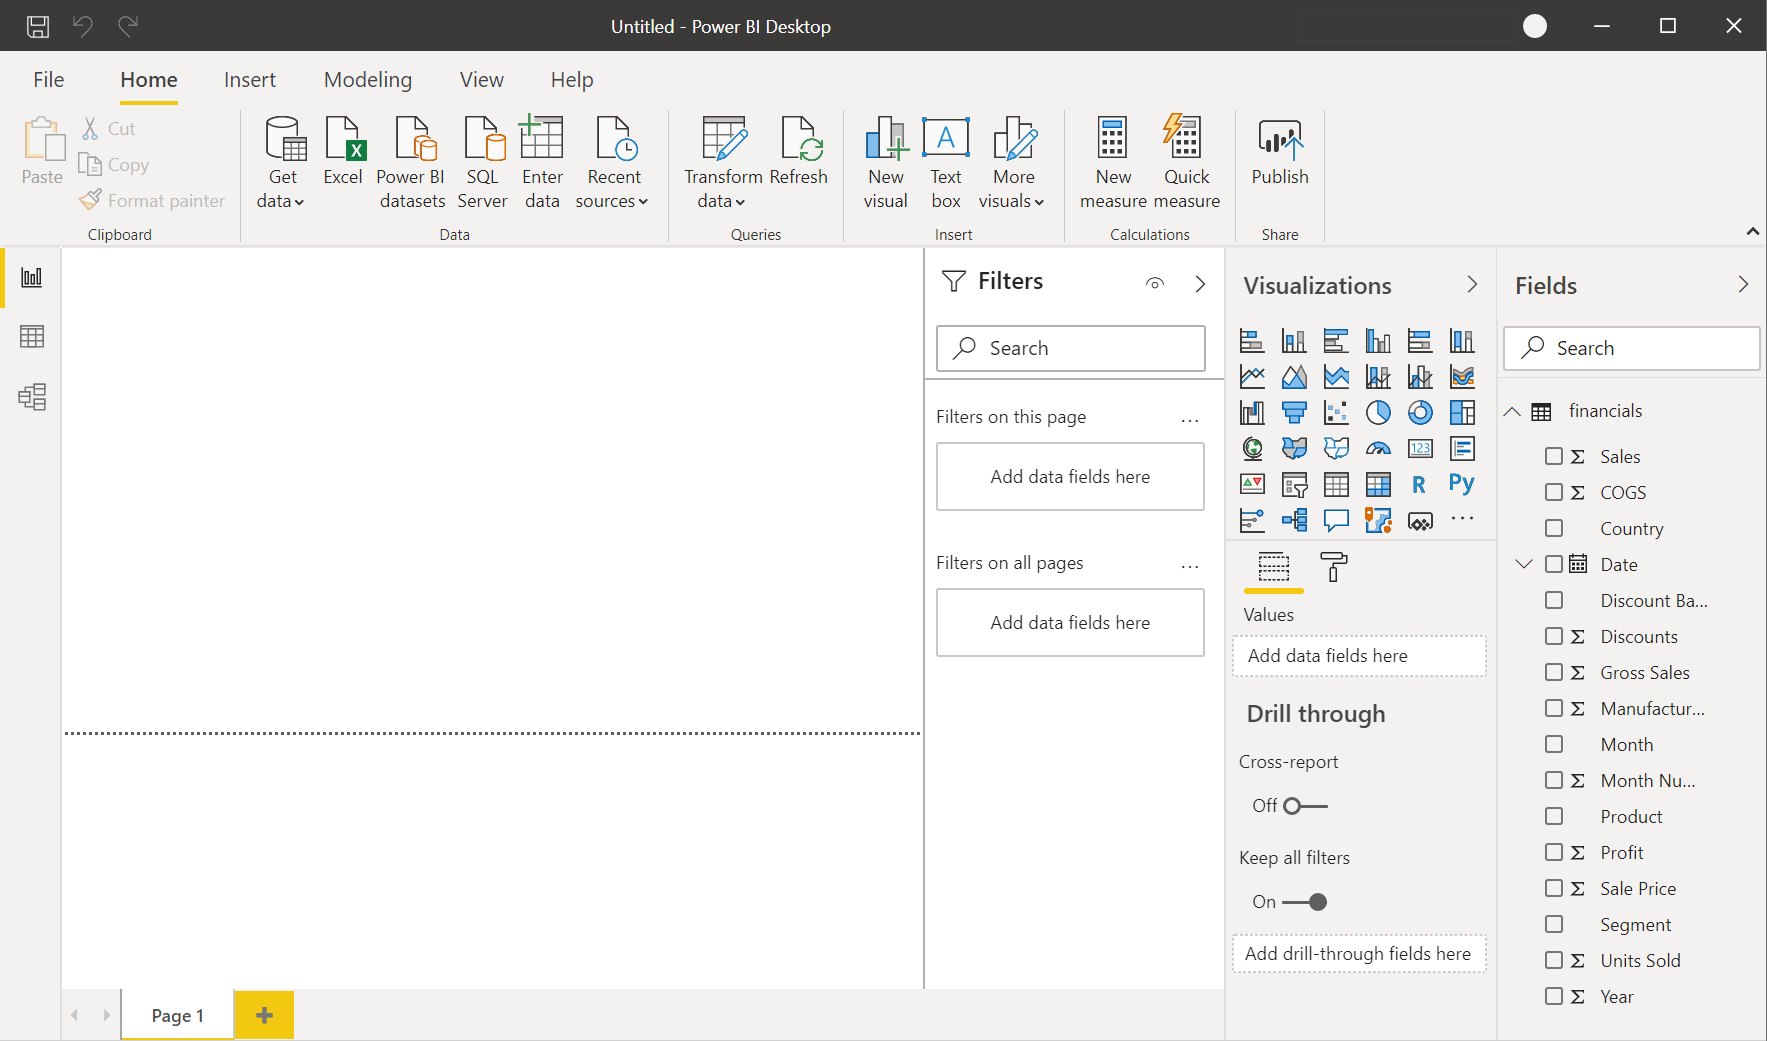 Untitled - Power BI Desktop
File Home Insert Modeling View Help
Paste
Cut
Copy
Format painter
Clipboard
Get data
Excel
Power BI datasets
SQL Server
Enter data
Recent sources
Data
Transform data
Refresh
Queries
New visual
Text box
More visuals
Insert
New measure
Quick measure
Calculations
Publish
Share
Filters
Search
Filters on this page ...
Add data fields here
Filters on all pages ...
Add data fields here
Visualizations
123
R Py
...
Values
Add data fields here
Drill through
Cross-report
Off
Keep all filters
On
Add drill-through fields here
Fields
Search
financials
Σ Sales
Σ COGS
Country
Date
Discount Ba...
Σ Discounts
Σ Gross Sales
Σ Manufactur...
Month
Σ Month Nu...
Product
Σ Profit
Σ Sale Price
Segment
Σ Units Sold
Σ Year
Page 1